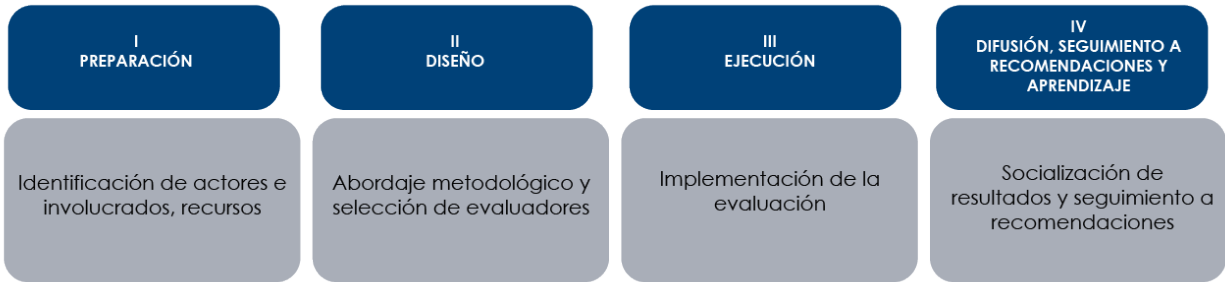 I
PREPARACIÓN
Identificación de actores e
involucrados, recursos
II
DISEÑO
Abordaje metodológico y
selección de evaluadores
III
EJECUCIÓN
Implementación de la
evaluación
IV
DIFUSIÓN, SEGUIMIENTO A
RECOMENDACIONES Y
APRENDIZAJE
Socialización de
resultados y seguimiento a
recomendaciones